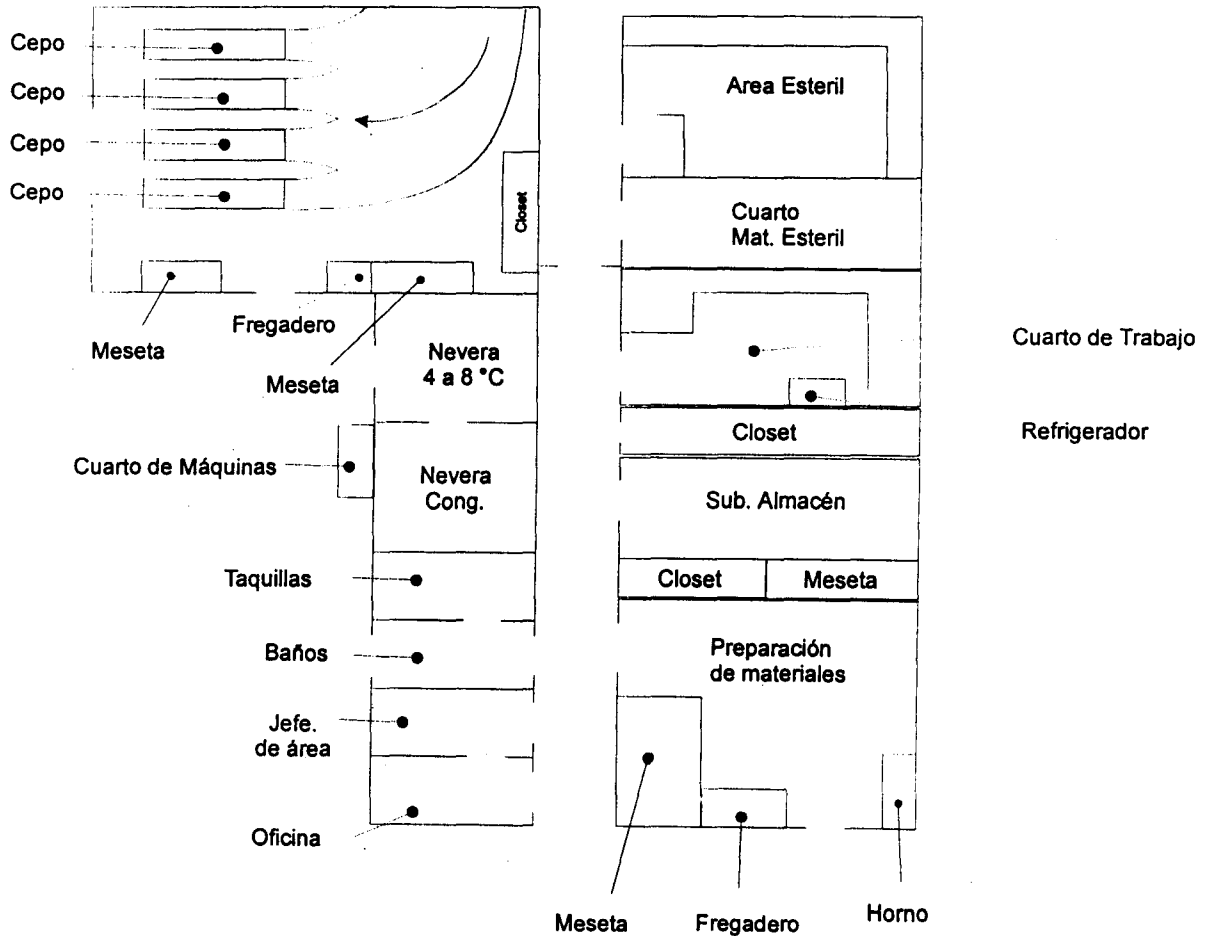 Cepo
Cepo
Cepo
Cepo
Closet
Meseta
Fregadero
Meseta
Nevera
4 a 8 °C
Cuarto de Máquinas
Nevera
Cong.
Taquillas
Baños
Jefe.
de área
Oficina
Area Esteril
Cuarto
Mat. Esteril
Cuarto de Trabajo
Refrigerador
Closet
Sub. Almacén
Closet
Meseta
Preparación
de materiales
Meseta
Fregadero
Horno